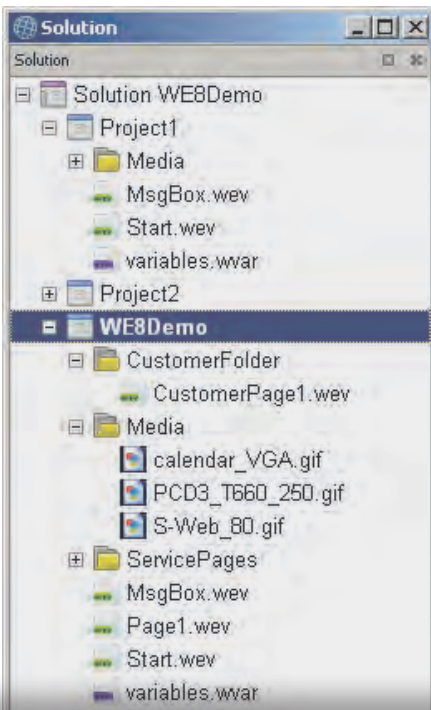 Solution
Solution
Solution WE8Demo
Project1
Media
MsgBox.wev
Start.wev
variables.wvar
Project2
WE8Demo
CustomerFolder
CustomerPage1.wev
Media
calendar_VGA.gif
PCD3_T660_250.gif
S-Web_80.gif
ServicePages
MsgBox.wev
Page1.wev
Start.wev
variables.wvar